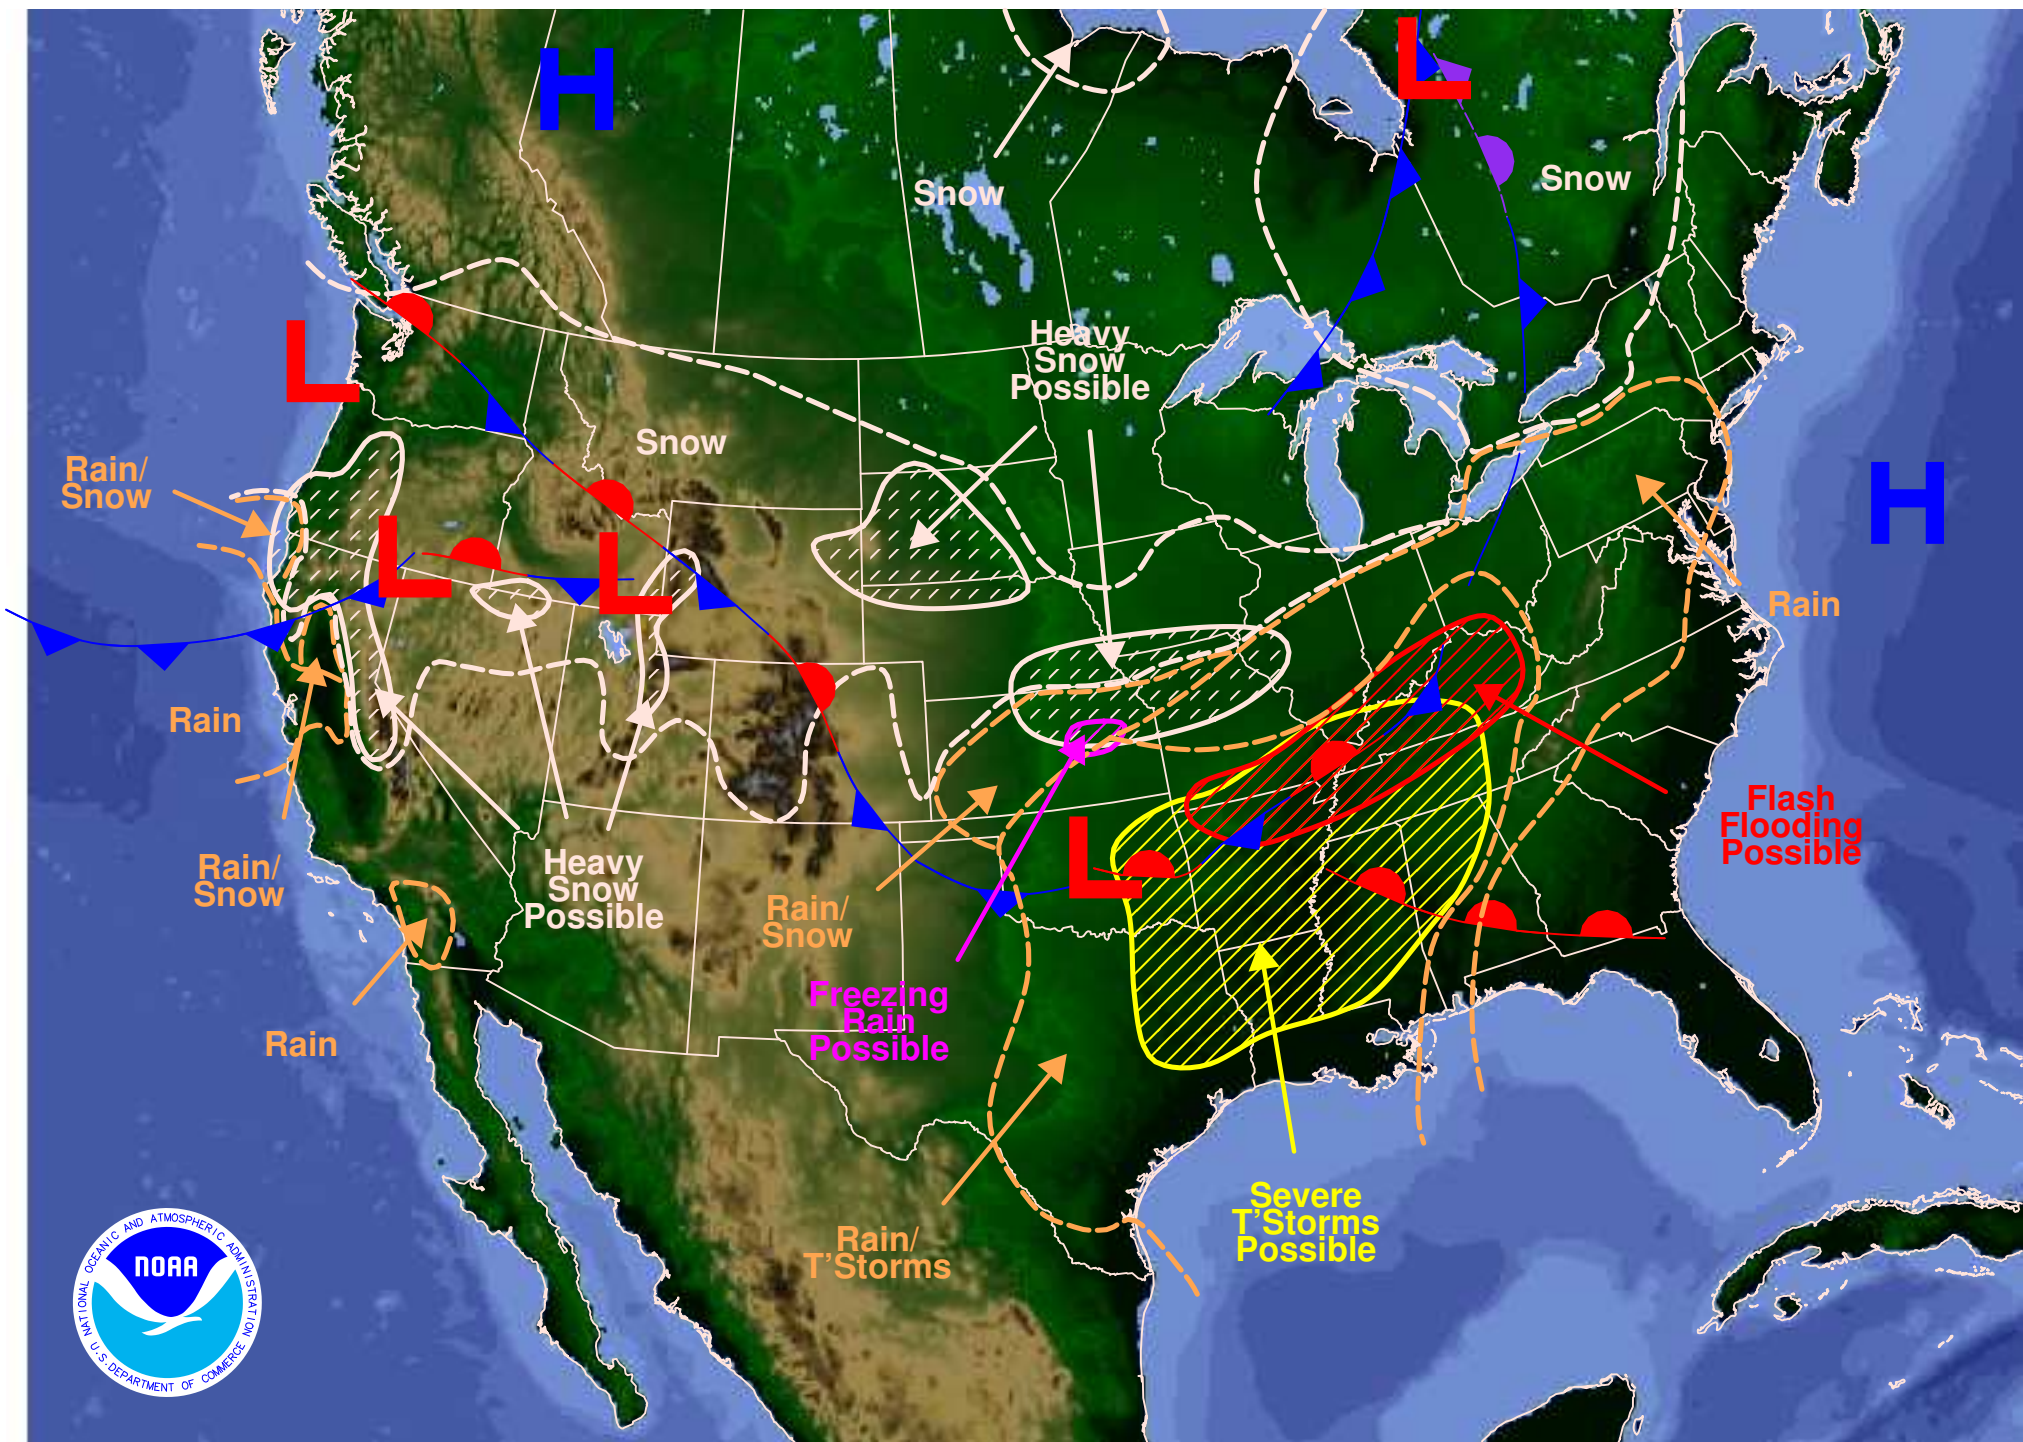 H
L
Snow
Snow
L
Heavy
Snow
Possible
Snow
Rain/
Snow
H
L
L
Rain
Rain
Flash
Flooding
Possible
L
Rain/
Snow
Heavy
Snow
Possible
Rain/
Snow
Freezing
Rain
Possible
Rain
Severe
T'Storms
Possible
Rain/
T'Storms
NATIONAL OCEANIC AND ATMOSPHERIC ADMINISTRATION
NOAA
U.S. DEPARTMENT OF COMMERCE